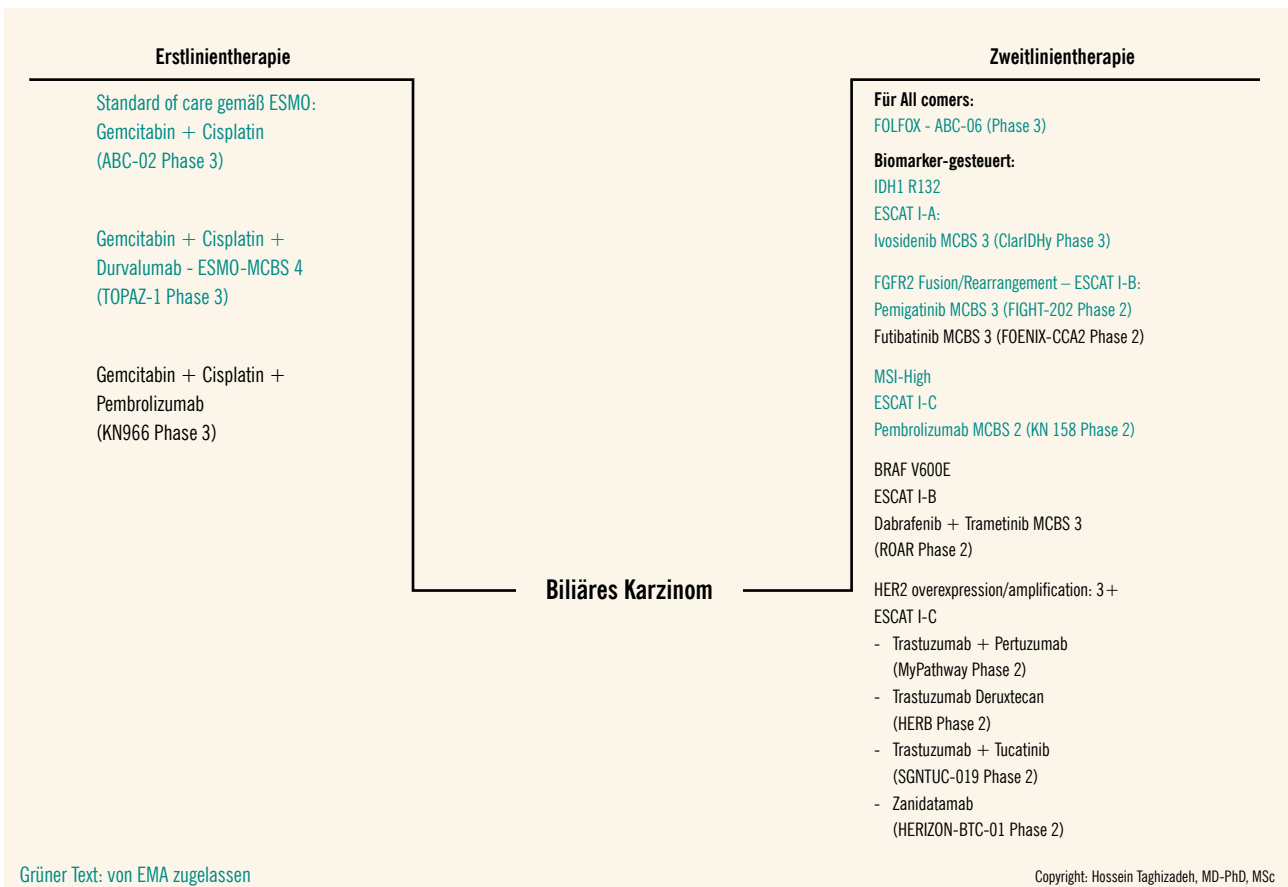 Erstlinientherapie
Standard of care gemäß ESMO:
Gemcitabin + Cisplatin
(ABC-02 Phase 3)
Gemcitabin + Cisplatin +
Durvalumab - ESMO-MCBS 4
(TOPAZ-1 Phase 3)
Gemcitabin + Cisplatin +
Pembrolizumab
(KN966 Phase 3)
Biliäres Karzinom
Zweitlinientherapie
Für All comers:
FOLFOX - ABC-06 (Phase 3)
Biomarker-gesteuert:
IDH1 R132
ESCAT I-A:
Ivosidenib MCBS 3 (ClarIDHy Phase 3)
FGFR2 Fusion/Rearrangement – ESCAT I-B:
Pemigatinib MCBS 3 (FIGHT-202 Phase 2)
Futibatinib MCBS 3 (FOENIX-CCA2 Phase 2)
MSI-High
ESCAT I-C
Pembrolizumab MCBS 2 (KN 158 Phase 2)
BRAF V600E
ESCAT I-B
Dabrafenib + Trametinib MCBS 3
(ROAR Phase 2)
HER2 overexpression/amplification: 3+
ESCAT I-C
- Trastuzumab + Pertuzumab
(MyPathway Phase 2)
- Trastuzumab Deruxtecan
(HERB Phase 2)
- Trastuzumab + Tucatinib
(SGNTUC-019 Phase 2)
- Zanidatamab
(HERIZON-BTC-01 Phase 2)
Grüner Text: von EMA zugelassen
Copyright: Hossein Taghizadeh, MD-PhD, MSc